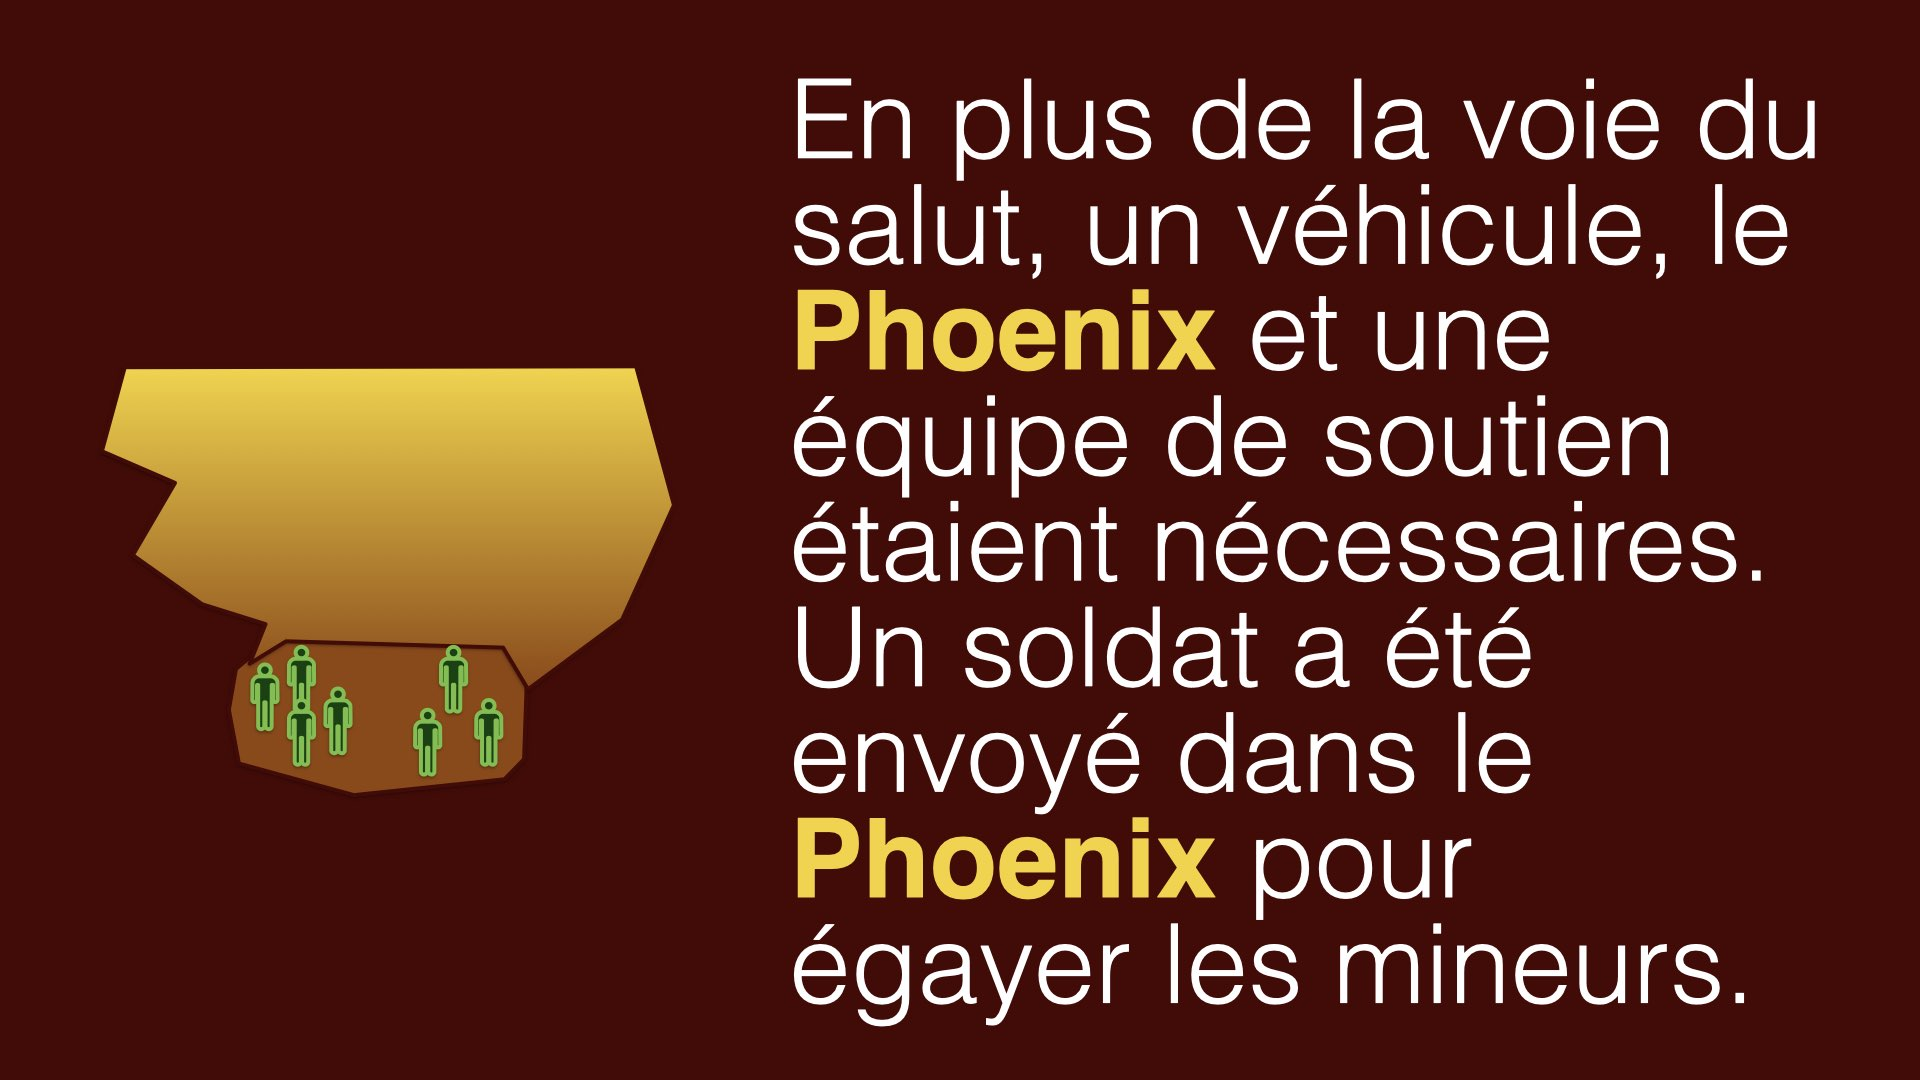 En plus de la voie du
salut, un véhicule, le
Phoenix et une
équipe de soutien
étaient nécessaires.
Un soldat a été
envoyé dans le
Phoenix pour
égayer les mineurs.